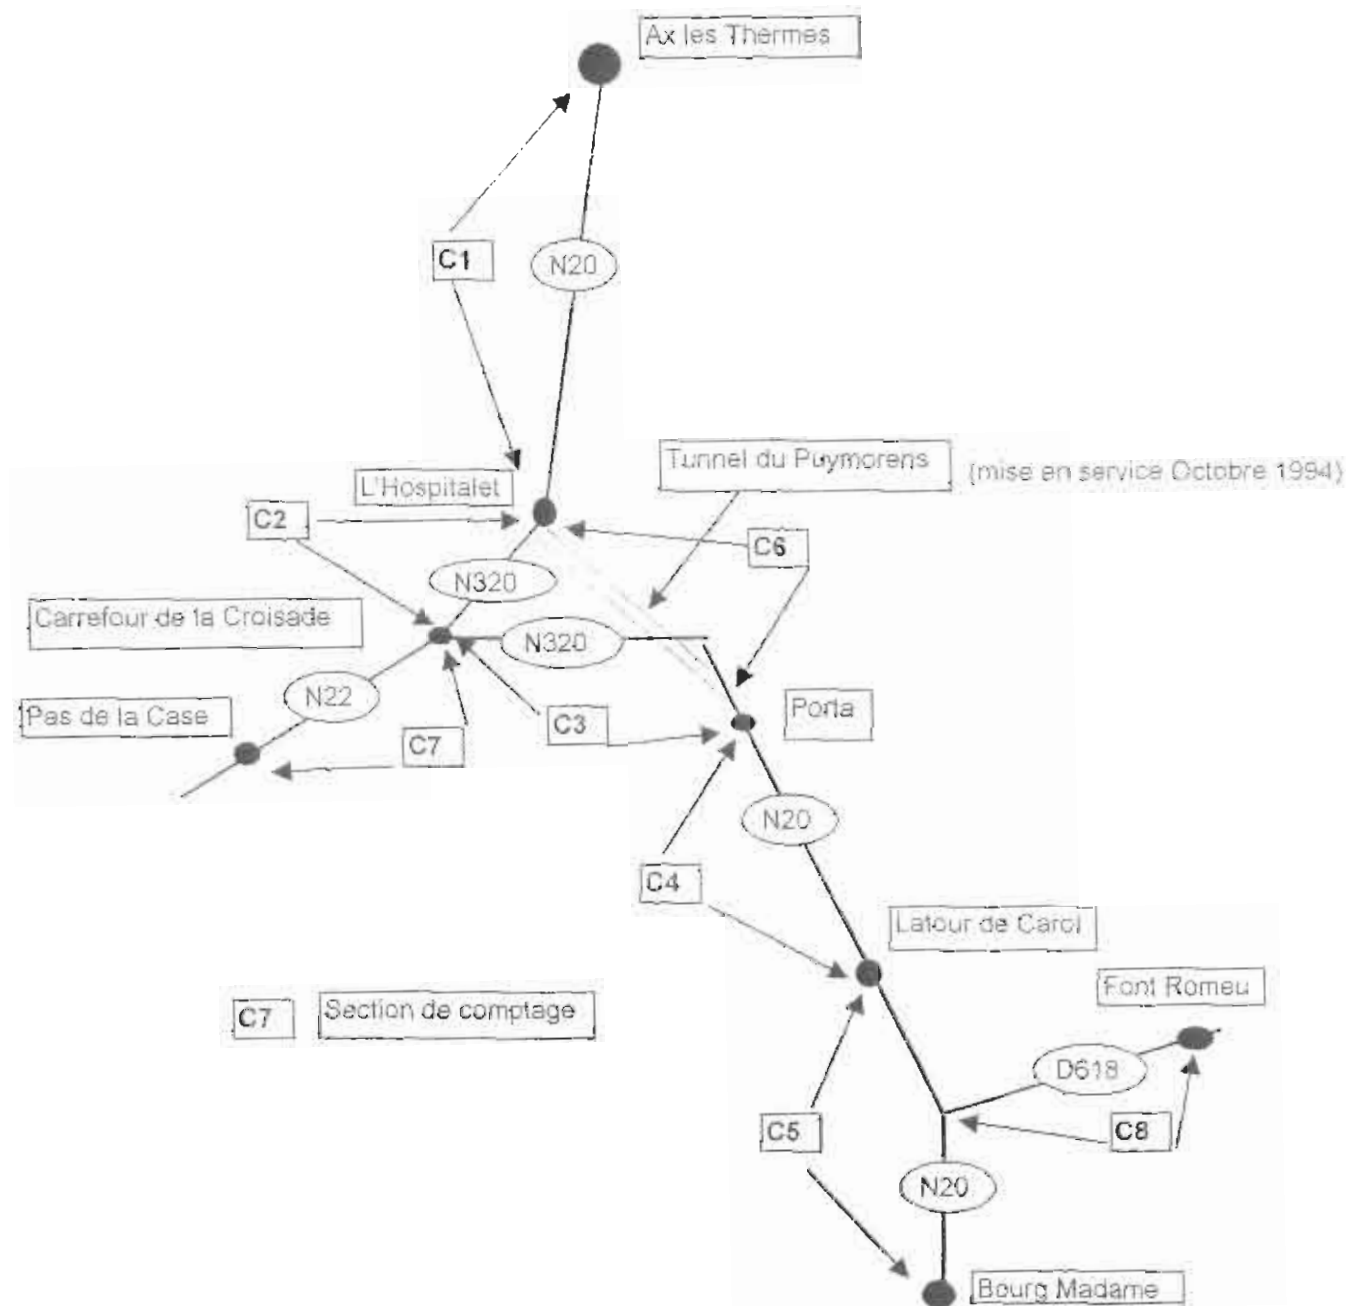 Ax les Thermes
C1
N20
Tunnel du Puymorens
(mise en service Octobre 1994)
L'Hospitalet
C2
C6
N320
Carrefour de la Croisade
N320
N22
Pas de la Case
C7
C3
Porta
N20
C4
Latour de Carol
Font Romeu
C7
Section de comptage
D618
C5
C8
N20
Bourg Madame